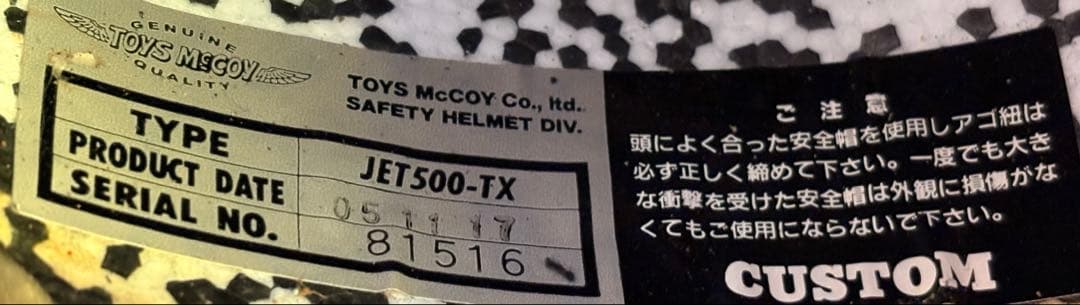 GENUINE
TOYS McCOY
QUALITY
TOYS McCOY Co., ltd.
SAFETY HELMET DIV.
TYPE JET500-TX
PRODUCT DATE 05 11 17
SERIAL NO. 81516
ご注意
頭によく合った安全帽を使用しアゴ紐は
必ず正しく締めて下さい。一度でも大き
な衝撃を受けた安全帽は外観に損傷がな
くてもご使用にならないで下さい。
CUSTOM